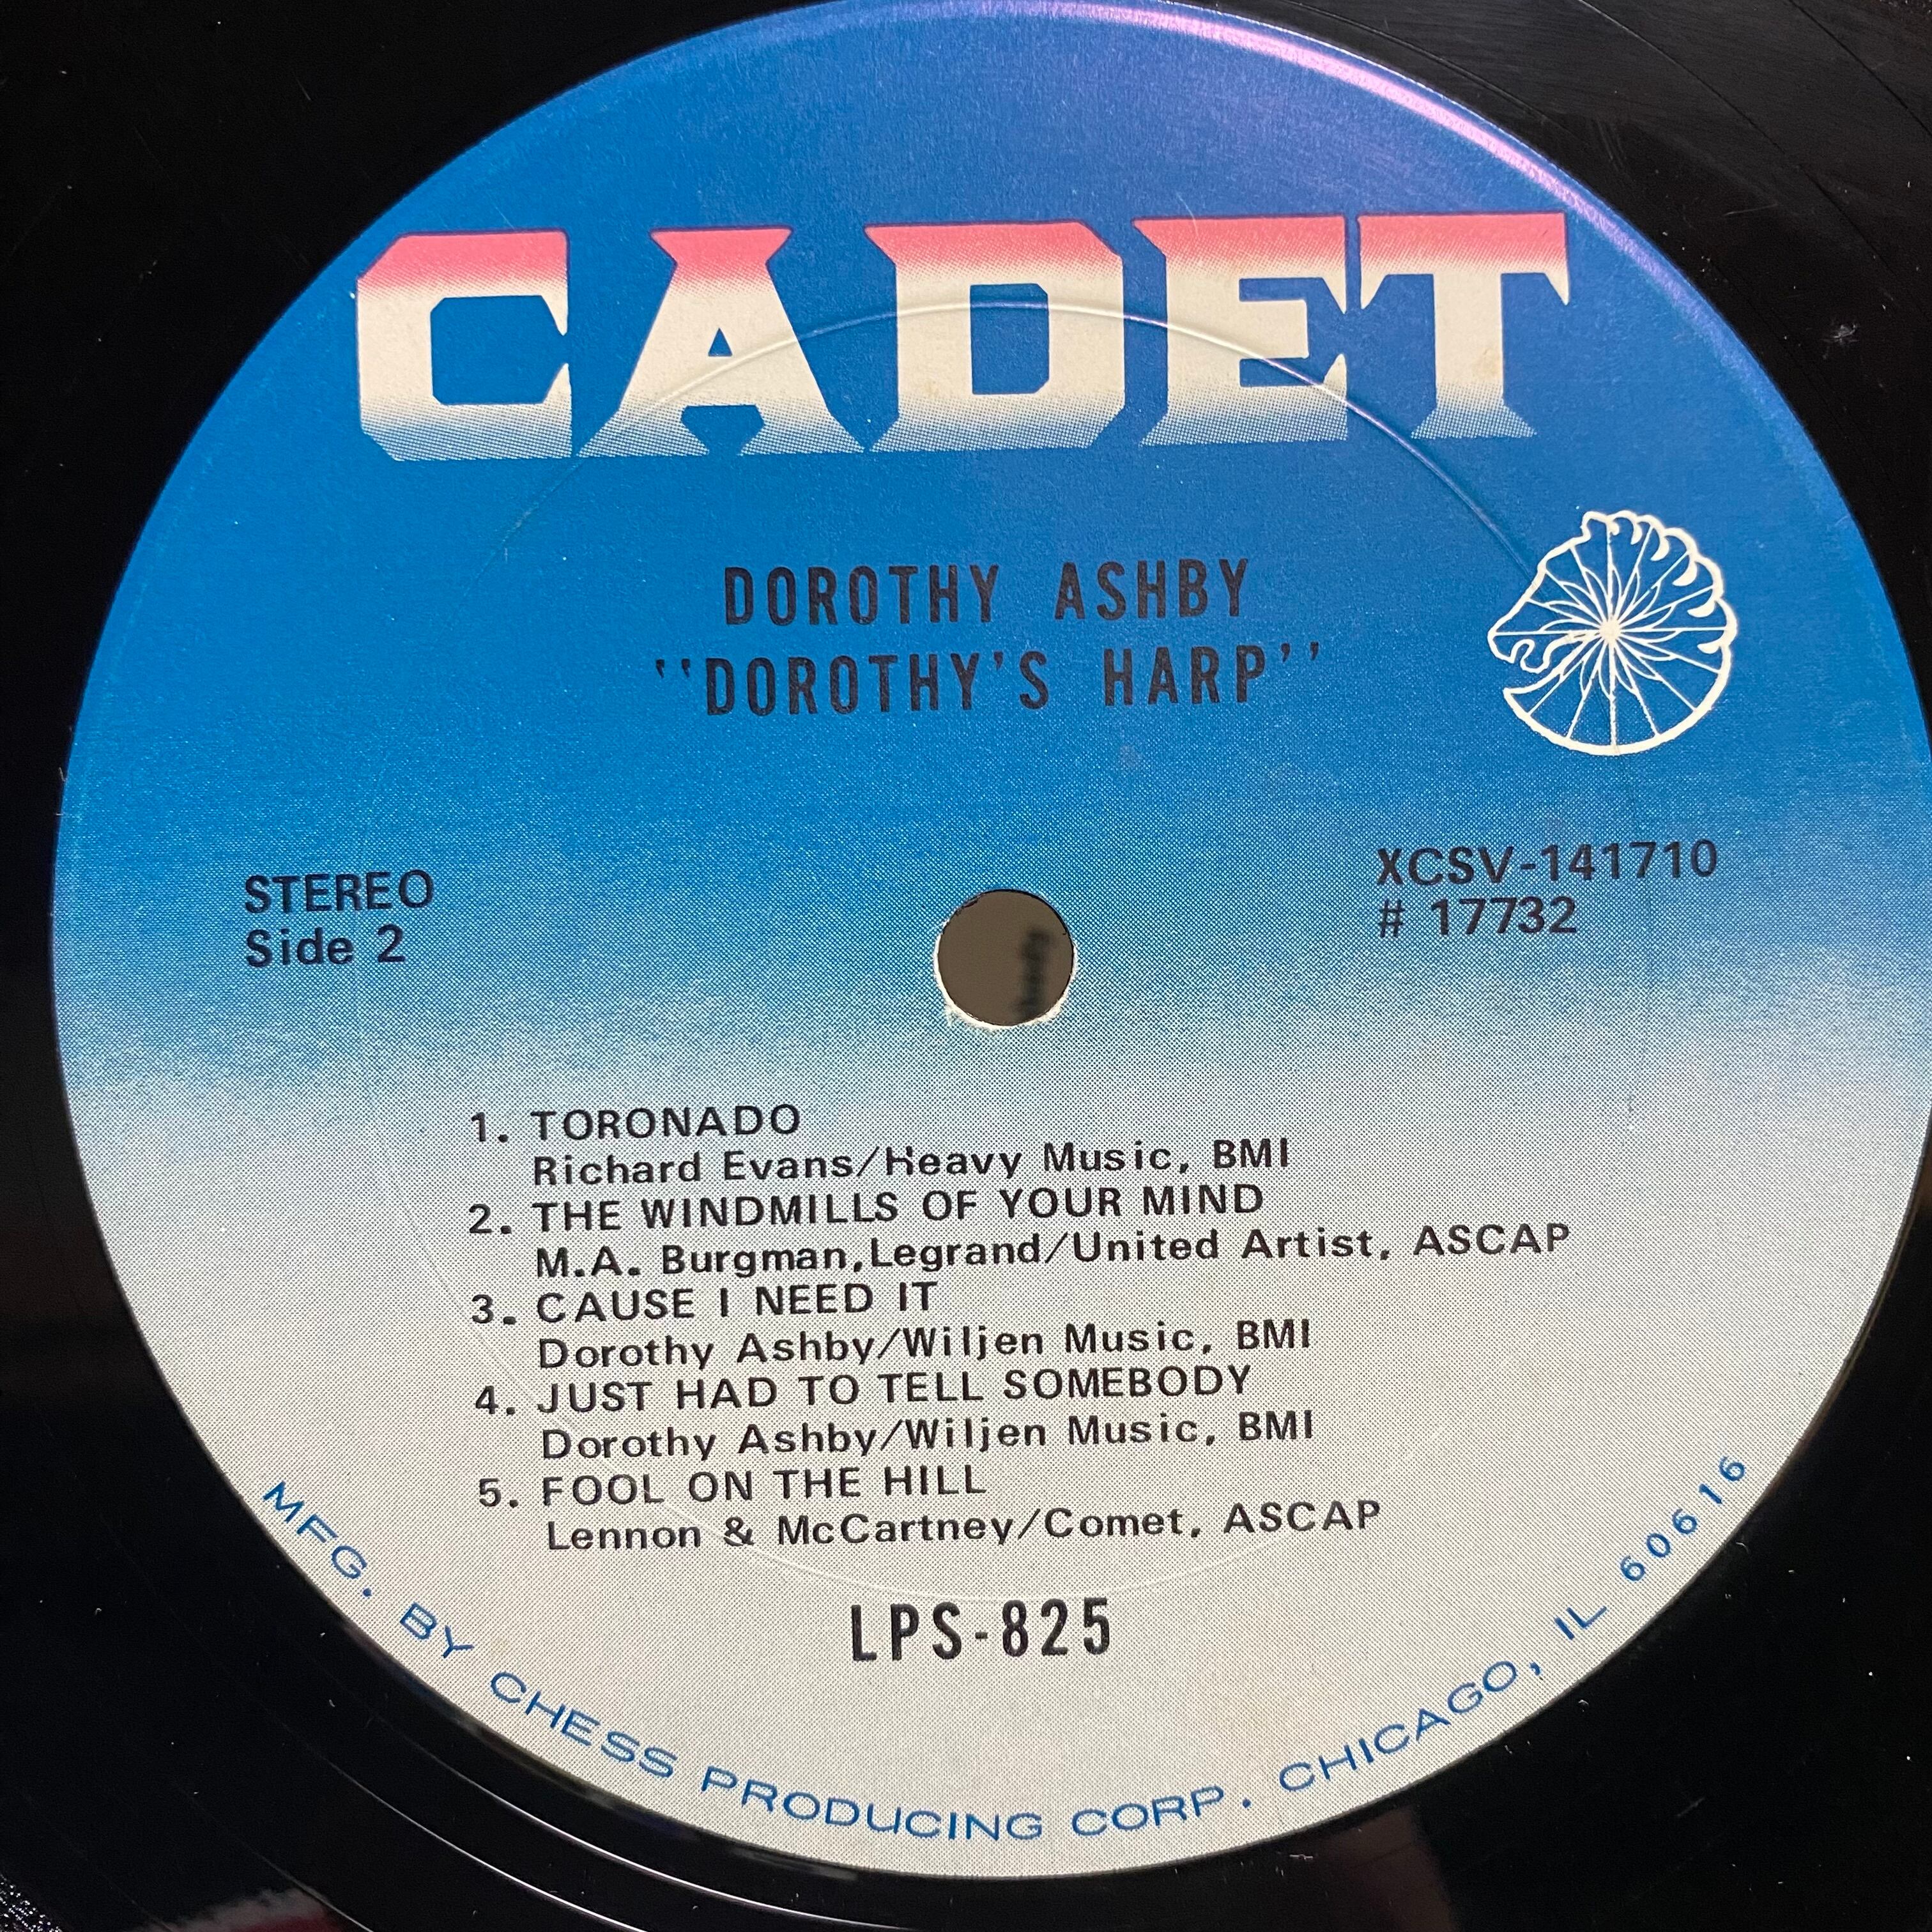 CADET
DOROTHY ASHBY
"DOROTHY'S HARP"
STEREO
Side 2
XCSV-141710
# 17732
1. TORONADO
Richard Evans/Heavy Music, BMI
2. THE WINDMILLS OF YOUR MIND
M.A. Burgman,Legrand/United Artist, ASCAP
3. CAUSE I NEED IT
Dorothy Ashby/Wiljen Music, BMI
4. JUST HAD TO TELL SOMEBODY
Dorothy Ashby/Wiljen Music, BMI
5. FOOL ON THE HILL
Lennon & McCartney/Comet, ASCAP
LPS-825
MFG. BY CHESS PRODUCING CORP. CHICAGO, IL 60616